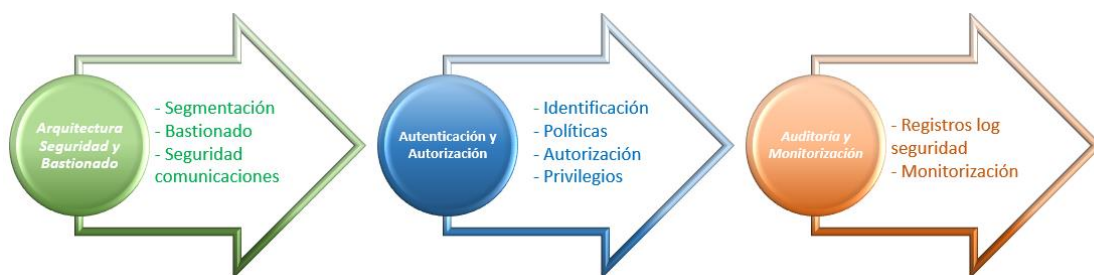 Arquitectura
Seguridad y
Bastionado
- Segmentación
- Bastionado
- Seguridad
comunicaciones
Autenticación y
Autorización
- Identificación
- Políticas
- Autorización
- Privilegios
Auditoría y
Monitorización
- Registros log
seguridad
- Monitorización